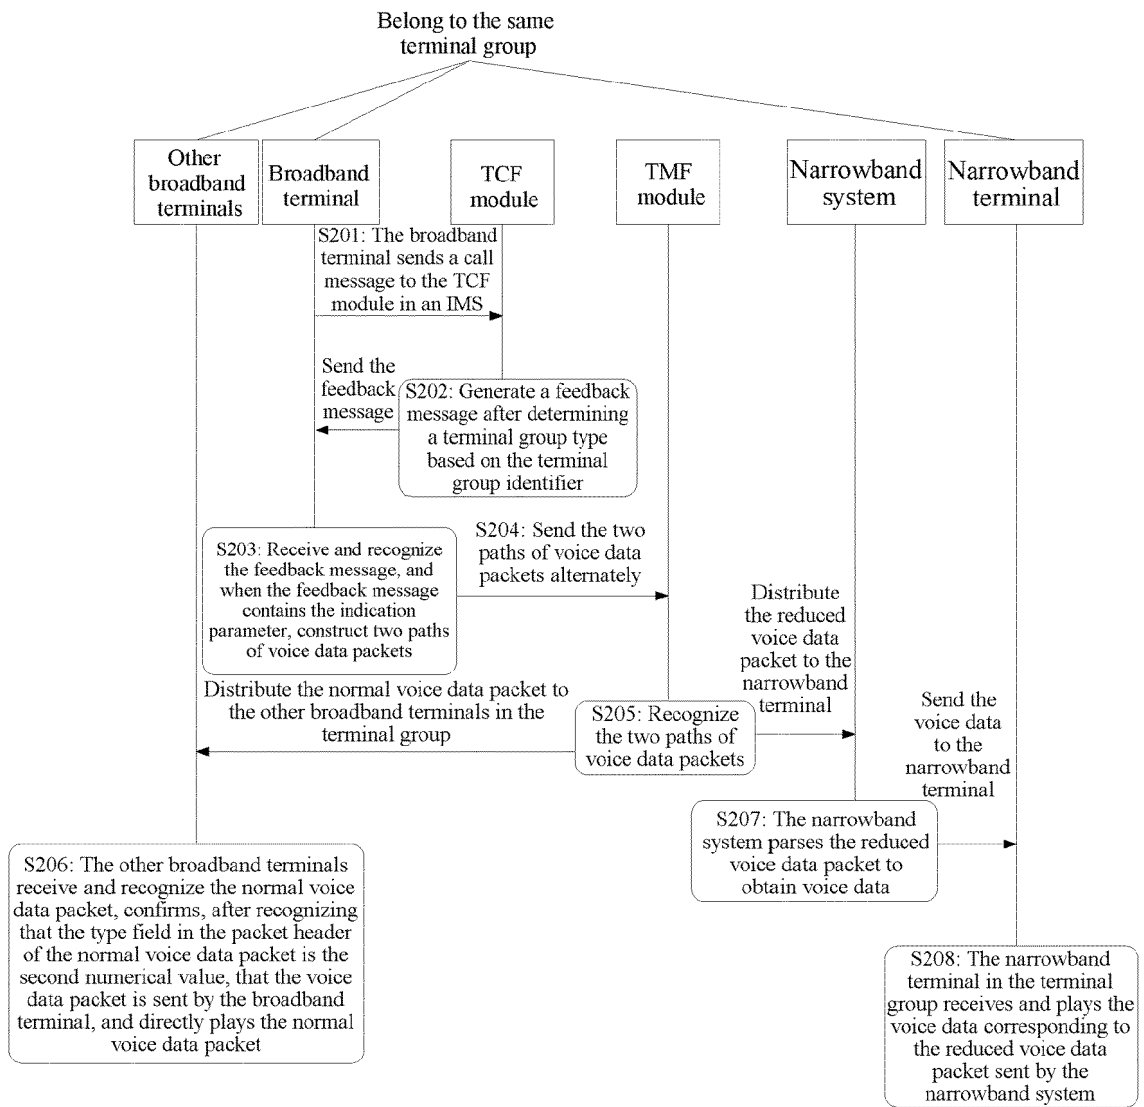 Belong to the same
terminal group
Other
broadband
terminals
Broadband
terminal
TCF
module
TMF
module
Narrowband
system
Narrowband
terminal
S201: The broadband
terminal sends a call
message to the TCF
module in an IMS
Send the
feedback
message
S202: Generate a feedback
message after determining
a terminal group type
based on the terminal
group identifier
S203: Receive and recognize
the feedback message, and
when the feedback message
contains the indication
parameter, construct two paths
of voice data packets
S204: Send the two
paths of voice data
packets alternately
Distribute
the reduced
voice data
packet to the
narrowband
terminal
Distribute the normal voice data packet to
the other broadband terminals in the
terminal group
S205: Recognize
the two paths of
voice data packets
Send the
voice data
to the
narrowband
terminal
S207: The narrowband
system parses the reduced
voice data packet to
obtain voice data
S206: The other broadband terminals
receive and recognize the normal voice
data packet, confirms, after recognizing
that the type field in the packet header
of the normal voice data packet is the
second numerical value, that the voice
data packet is sent by the broadband
terminal, and directly plays the normal
voice data packet
S208: The narrowband
terminal in the terminal
group receives and plays the
voice data corresponding to
the reduced voice data
packet sent by the
narrowband system